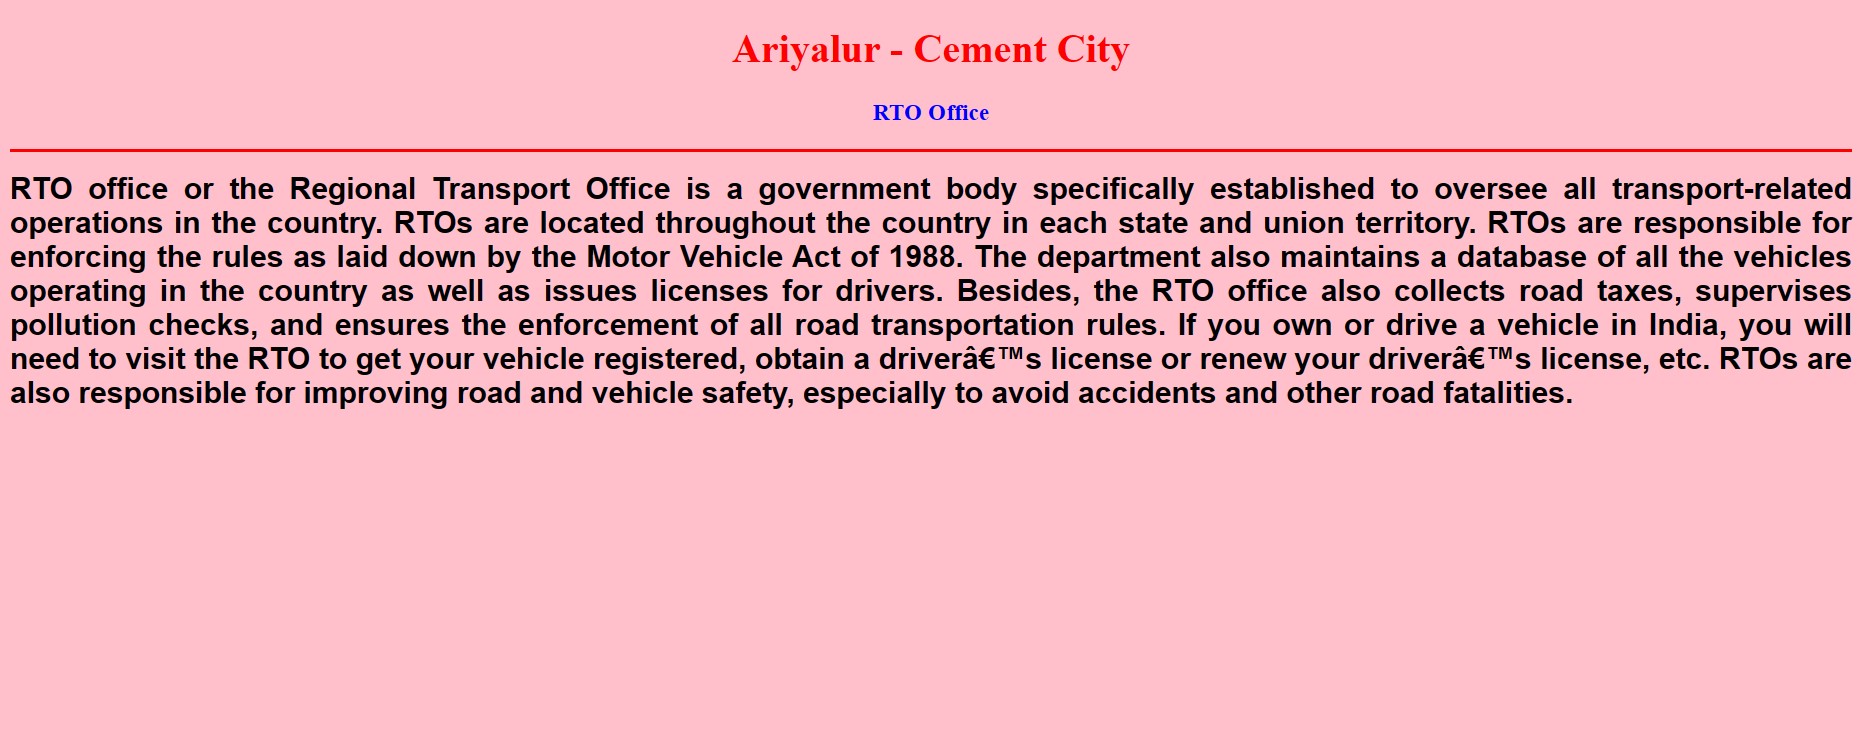 Ariyalur - Cement City
RTO Office
RTO office or the Regional Transport Office is a government body specifically established to oversee all transport-related
operations in the country. RTOs are located throughout the country in each state and union territory. RTOs are responsible for
enforcing the rules as laid down by the Motor Vehicle Act of 1988. The department also maintains a database of all the vehicles
operating in the country as well as issues licenses for drivers. Besides, the RTO office also collects road taxes, supervises
pollution checks, and ensures the enforcement of all road transportation rules. If you own or drive a vehicle in India, you will
need to visit the RTO to get your vehicle registered, obtain a driverâ€™s license or renew your driverâ€™s license, etc. RTOs are
also responsible for improving road and vehicle safety, especially to avoid accidents and other road fatalities.